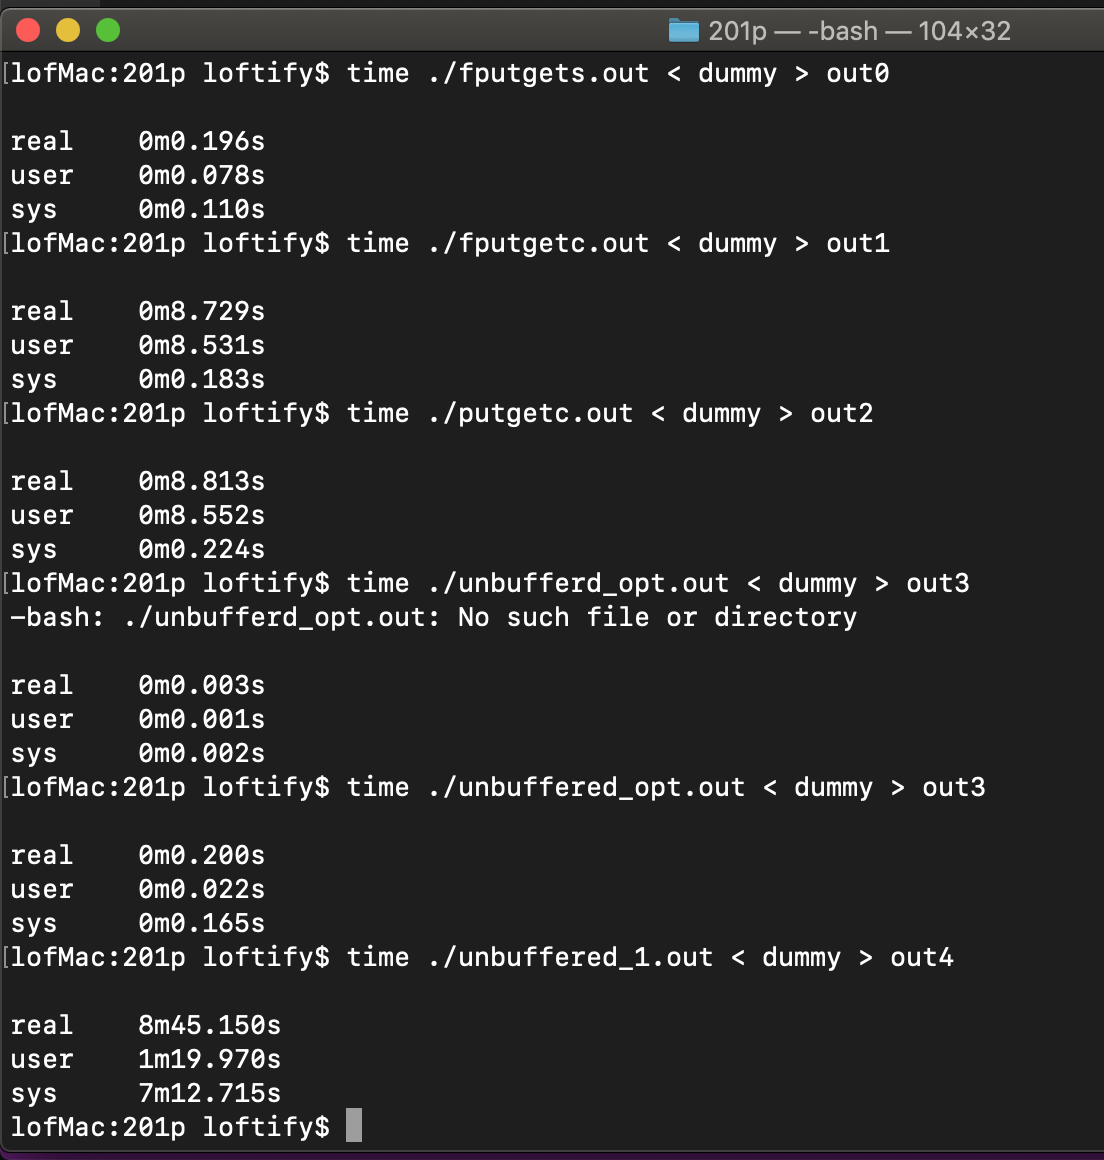 201p — -bash — 104×32
[lofMac:201p loftify$ time ./fputgets.out < dummy > out0
real 0m0.196s
user 0m0.078s
sys 0m0.110s
[lofMac:201p loftify$ time ./fputgetc.out < dummy > out1
real 0m8.729s
user 0m8.531s
sys 0m0.183s
[lofMac:201p loftify$ time ./putgetc.out < dummy > out2
real 0m8.813s
user 0m8.552s
sys 0m0.224s
[lofMac:201p loftify$ time ./unbufferd_opt.out < dummy > out3
-bash: ./unbufferd_opt.out: No such file or directory
real 0m0.003s
user 0m0.001s
sys 0m0.002s
[lofMac:201p loftify$ time ./unbuffered_opt.out < dummy > out3
real 0m0.200s
user 0m0.022s
sys 0m0.165s
[lofMac:201p loftify$ time ./unbuffered_1.out < dummy > out4
real 8m45.150s
user 1m19.970s
sys 7m12.715s
lofMac:201p loftify$